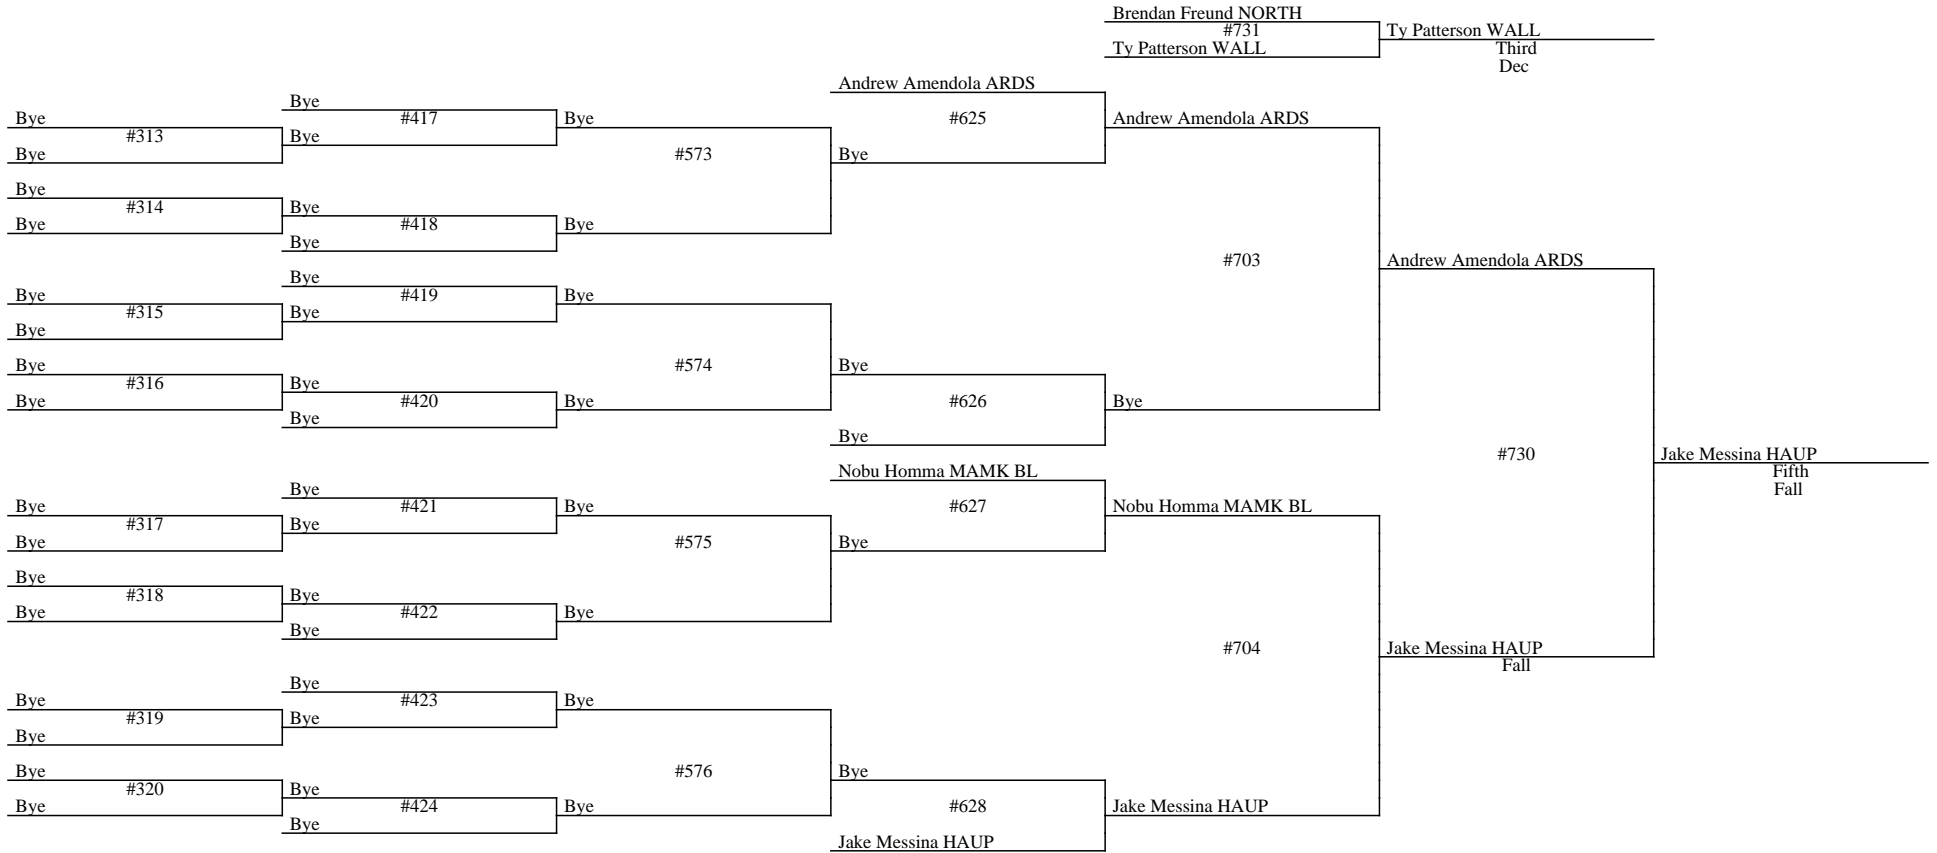 Brendan Freund NORTH
#731
Ty Patterson WALL
Ty Patterson WALL
Third
Dec
Andrew Amendola ARDS
Bye
Bye
#417
Bye
#625
Andrew Amendola ARDS
#313
Bye
Bye
#573
Bye
Bye
#314
Bye
Bye
#418
Bye
Bye
#703
Andrew Amendola ARDS
Bye
Bye
#419
Bye
#315
Bye
Bye
Bye
#574
Bye
#316
Bye
Bye
#420
Bye
#626
Bye
Bye
Bye
#730
Jake Messina HAUP
Fifth
Fall
Nobu Homma MAMK BL
Bye
Bye
#421
Bye
#627
Nobu Homma MAMK BL
#317
Bye
Bye
#575
Bye
Bye
#318
Bye
Bye
#422
Bye
Bye
#704
Jake Messina HAUP
Fall
Bye
Bye
#423
Bye
#319
Bye
Bye
Bye
#576
Bye
#320
Bye
Bye
#424
Bye
#628
Jake Messina HAUP
Bye
Jake Messina HAUP